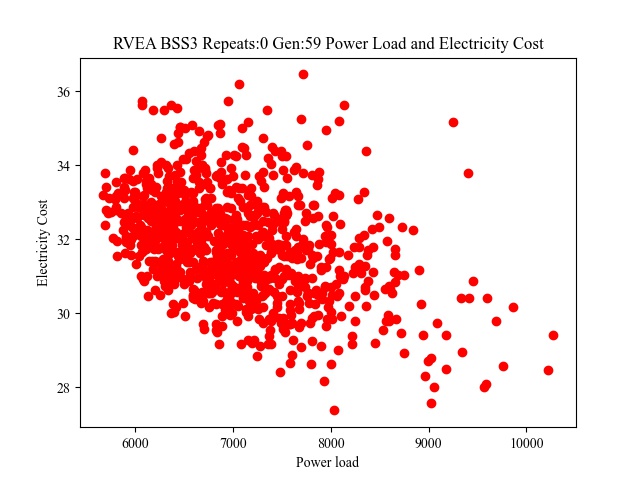 RVEA BSS3 Repeats:0 Gen:59 Power Load and Electricity Cost
36
34
32
30
28
Electricity Cost
6000 7000 8000 9000 10000
Power load